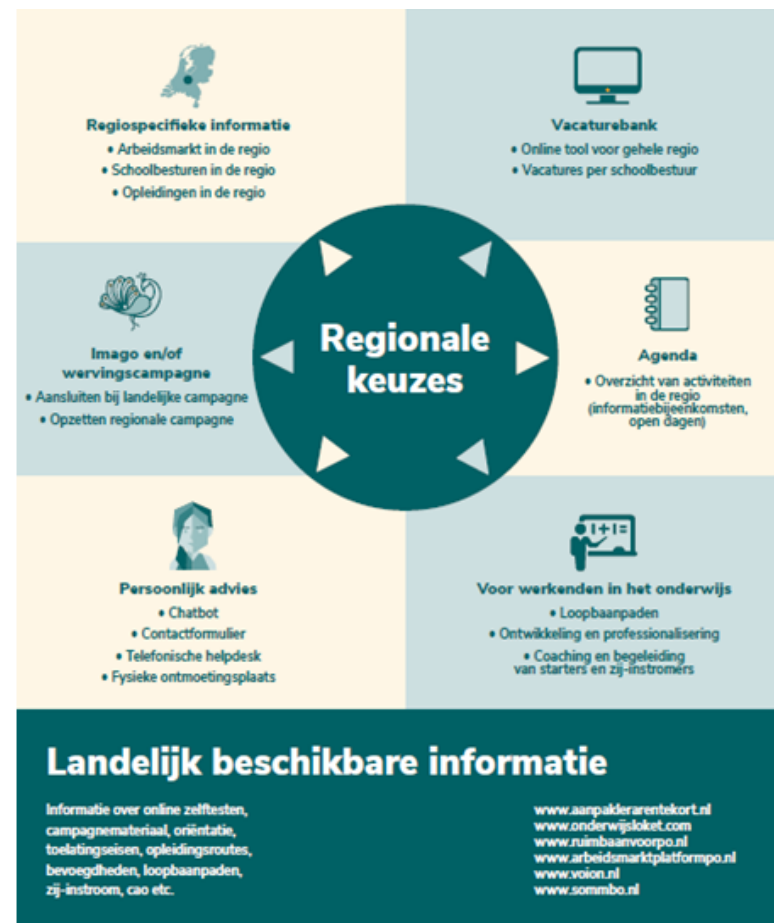 Regiospecifieke informatie
• Arbeidsmarkt in de regio
• Schoolbesturen in de regio
• Opleidingen in de regio
Vacaturebank
• Online tool voor gehele regio
• Vacatures per schoolbestuur
Imago en/of
wervingscampagne
• Aansluiten bij landelijke campagne
• Opzetten regionale campagne
Regionale
keuzes
Agenda
• Overzicht van activiteiten
in de regio
(informatiebijeenkomsten,
open dagen)
Persoonlijk advies
• Chatbot
• Contactformulier
• Telefonische helpdesk
• Fysieke ontmoetingsplaats
1+1=
Voor werkenden in het onderwijs
• Loopbaanpaden
• Ontwikkeling en professionalisering
• Coaching en begeleiding
van starters en zij-instromers
Landelijk beschikbare informatie
Informatie over online zelftesten,
campagnemateriaal, oriëntatie,
toelatingseisen, opleidingsroutes,
bevoegdheden, loopbaanpaden,
zij-instroom, cao etc.
www.aanpaklerarentekort.nl
www.onderwijsloket.com
www.ruimbaanvoorpo.nl
www.arbeidsmarktplatformpo.nl
www.voion.nl
www.sommbo.nl